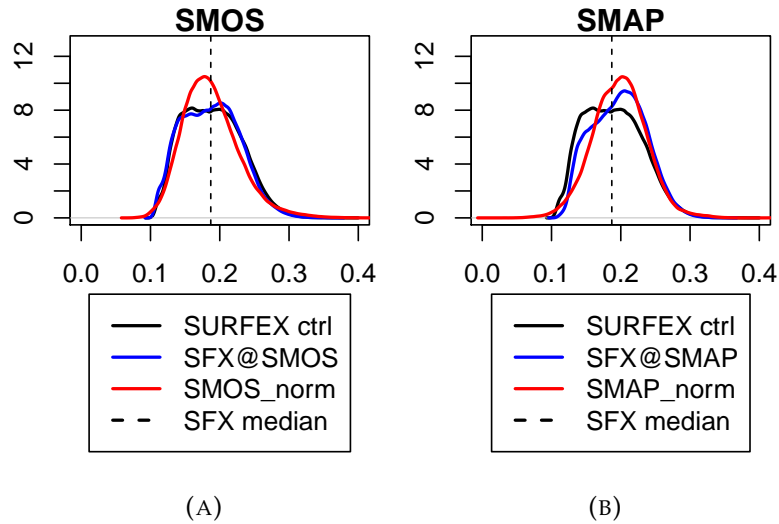 SMOS
12
8
4
0
0.0 0.1 0.2 0.3 0.4
SURFEX ctrl
SFX@SMOS
SMOS_norm
SFX median
(A)
SMAP
12
8
4
0
0.0 0.1 0.2 0.3 0.4
SURFEX ctrl
SFX@SMAP
SMAP_norm
SFX median
(B)